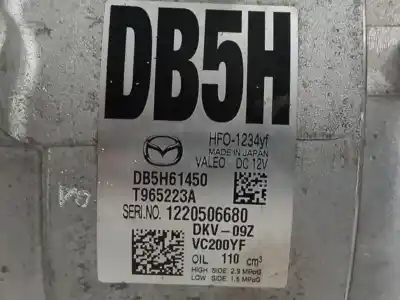 DB5H
HFO-1234yf
MADE IN JAPAN
VALEO DC 12V
DB5H61450
T965223A
SERI.NO. 1220506680
DKV-09Z
VC200YF
OIL 110 cm³
HIGH SIDE: 2.9 MPaG
LOW SIDE: 1.5 MPaG